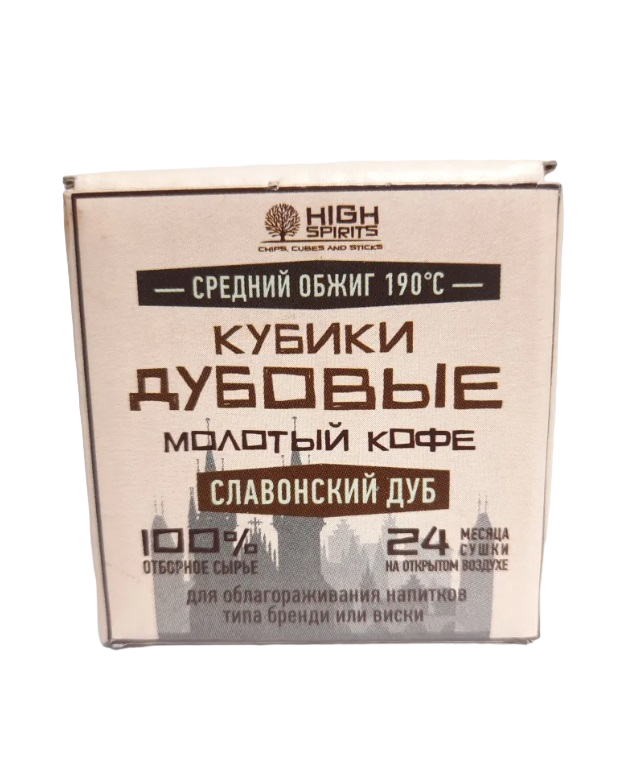 HIGH
SPIRITS
CHIPS, CUBES AND STICKS
— СРЕДНИЙ ОБЖИГ 190°С —
КУБИКИ
ДУБОВЫЕ
МОЛОТЫЙ КОФЕ
СЛАВОНСКИЙ ДУБ
100%
ОТБОРНОЕ СЫРЬЕ
24 МЕСЯЦА
СУШКИ
НА ОТКРЫТОМ ВОЗДУХЕ
для облагораживания напитков
типа бренди или виски